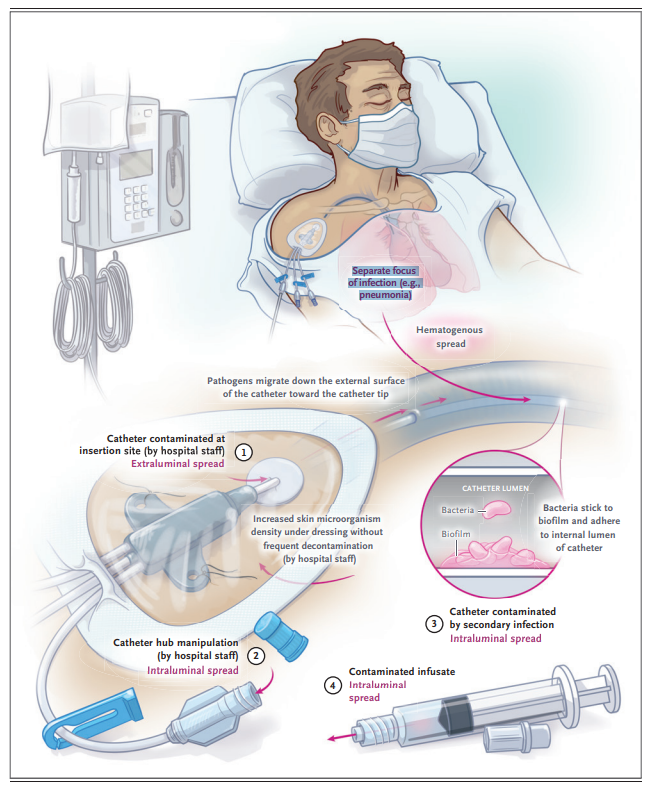 Separate focus
of infection (e.g.,
pneumonia)
Hematogenous
spread
Pathogens migrate down the external surface
of the catheter toward the catheter tip
Catheter contaminated at
insertion site (by hospital staff)
Extraluminal spread
1
Increased skin microorganism
density under dressing without
frequent decontamination
(by hospital staff)
CATHETER LUMEN
Bacteria
Biofilm
Bacteria stick to
biofilm and adhere
to internal lumen
of catheter
3
Catheter contaminated
by secondary infection
Intraluminal spread
Catheter hub manipulation
(by hospital staff)
Intraluminal spread
2
4
Contaminated infusate
Intraluminal
spread